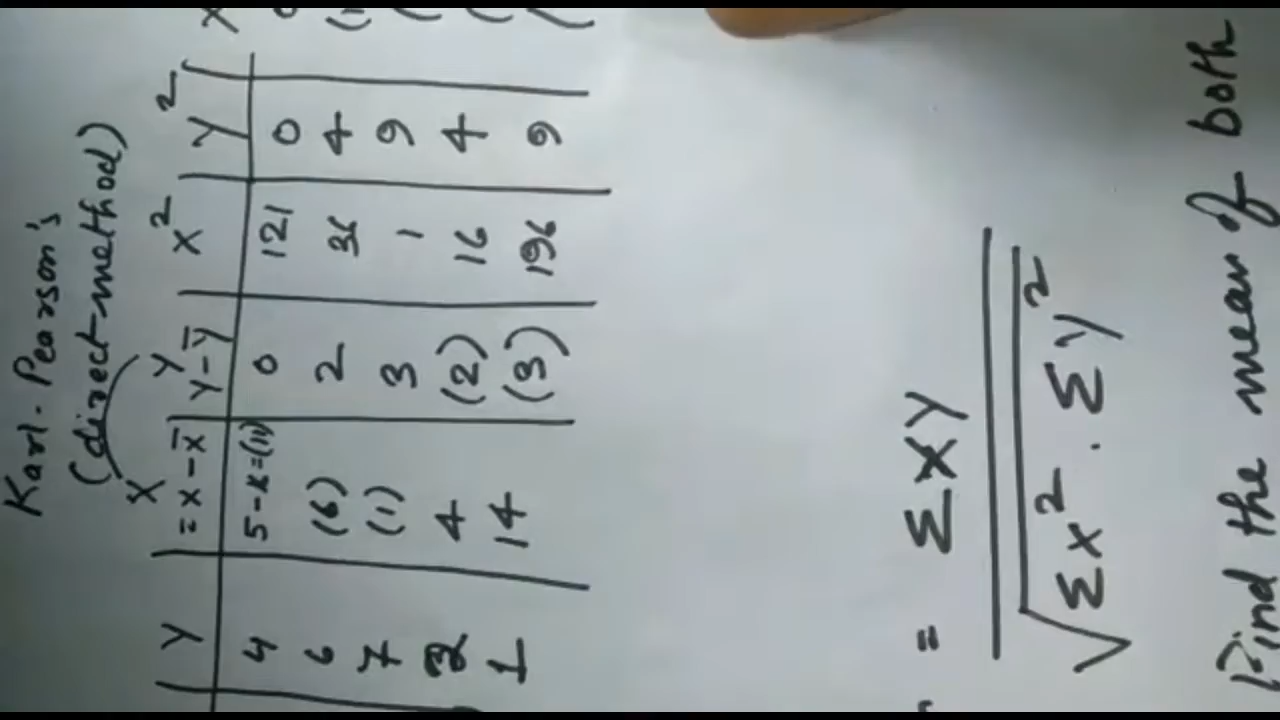 Karl. Pearson's
(direct method)
X Y
Y =X-X̅ Y-Y̅ X² Y² X
4 5-16=(11) 0 121 0
6 (6) 2 36 4
7 (1) 3 1 9
2 4 (2) 16 4
1 14 (3) 196 9
= ΣXY
√ΣX².ΣY²
Find the mean of both